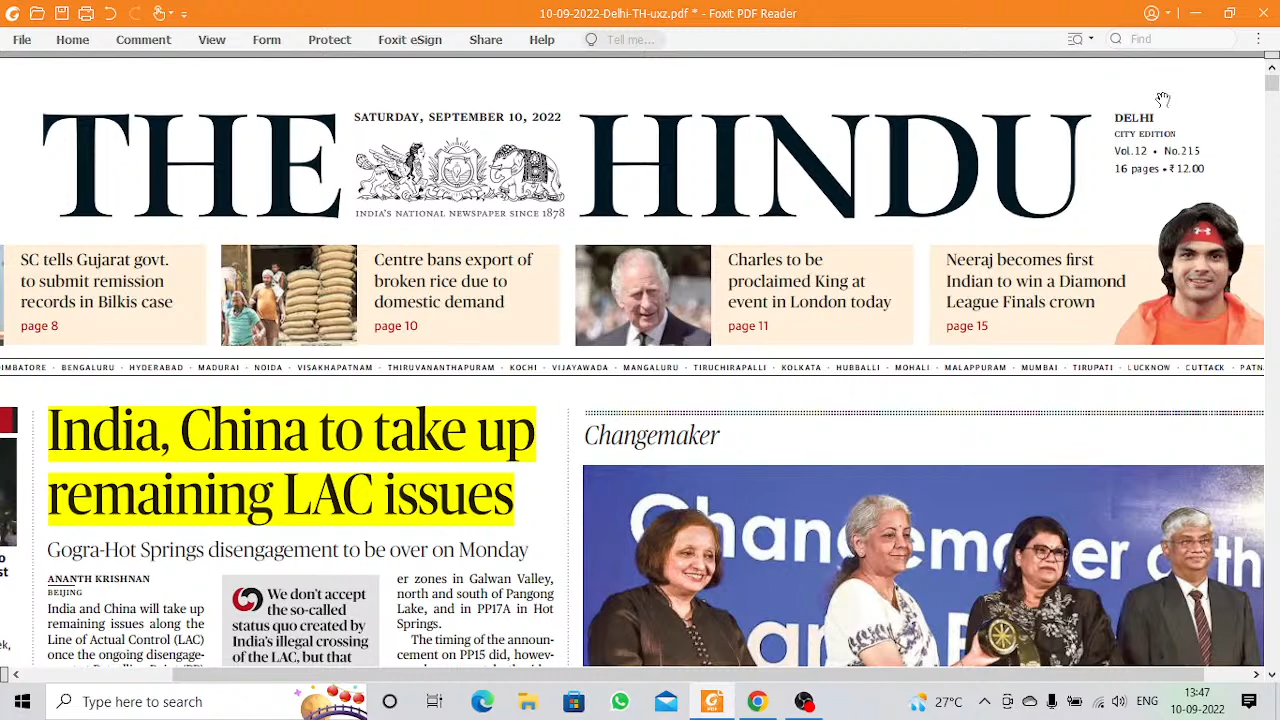 10-09-2022-Delhi-TH-uxz.pdf * - Foxit PDF Reader
File Home Comment View Form Protect Foxit eSign Share Help Tell me... Find
SATURDAY, SEPTEMBER 10, 2022
THE HINDU
INDIA'S NATIONAL NEWSPAPER SINCE 1878
DELHI
CITY EDITION
Vol.12 • No.215
16 pages • ₹ 12.00
SC tells Gujarat govt.
to submit remission
records in Bilkis case
page 8
Centre bans export of
broken rice due to
domestic demand
page 10
Charles to be
proclaimed King at
event in London today
page 11
Neeraj becomes first
Indian to win a Diamond
League Finals crown
page 15
IMBATORE · BENGALURU · HYDERABAD · MADURAI · NOIDA · VISAKHAPATNAM · THIRUVANANTHAPURAM · KOCHI · VIJAYAWADA · MANGALURU · TIRUCHIRAPALLI · KOLKATA · HUBBALLI · MOHALI · MALAPPURAM · MUMBAI · TIRUPATI · LUCKNOW · CUTTACK · PATN
India, China to take up
remaining LAC issues
Gogra-Hot Springs disengagement to be over on Monday
ANANTH KRISHNAN
BEIJING
India and China will take up
remaining issues along the
Line of Actual Control (LAC)
once the ongoing disengage-
We don't accept
the so-called
status quo created by
India's illegal crossing
of the LAC, but that
er zones in Galwan Valley,
north and south of Pangong
Lake, and in PP17A in Hot
Springs.
The timing of the announ-
cement on PP15 did, howev-
Changemaker
Changemaker of th
Type here to search
27°C
ENG
13:47
10-09-2022